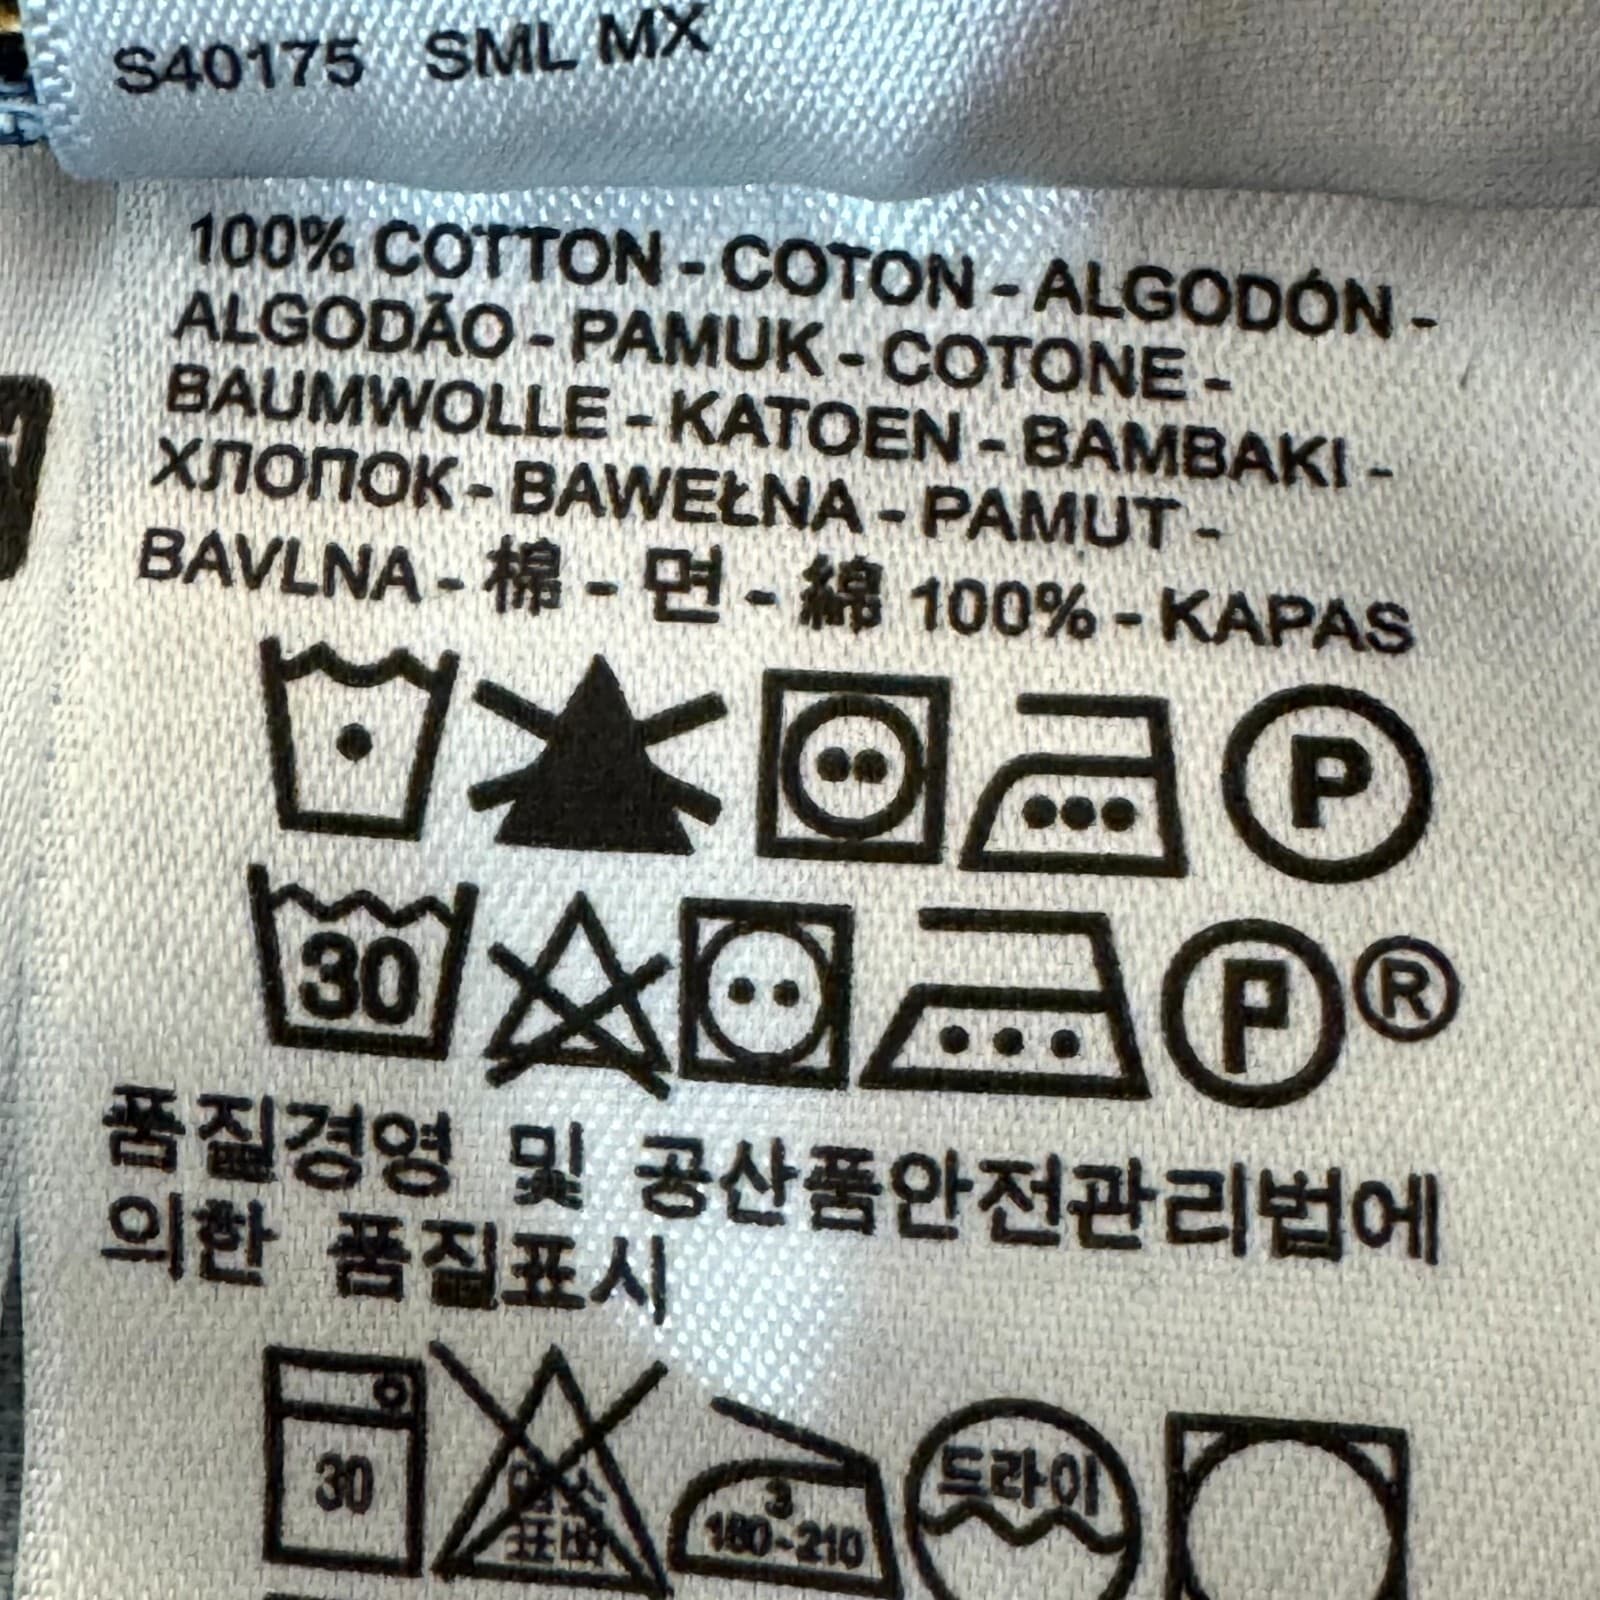 S40175 SML MX
100% COTTON - COTON - ALGODÓN -
ALGODÃO - PAMUK - COTONE -
BAUMWOLLE - KATOEN - BAMBAKI -
ХЛОПОК - BAWEŁNA - PAMUT -
BAVLNA - 棉 - 면 - 綿 100% - KAPAS
P
30 P ®
품질경영 및 공산품안전관리법에
의한 품질표시
30 3 드라이
180~210